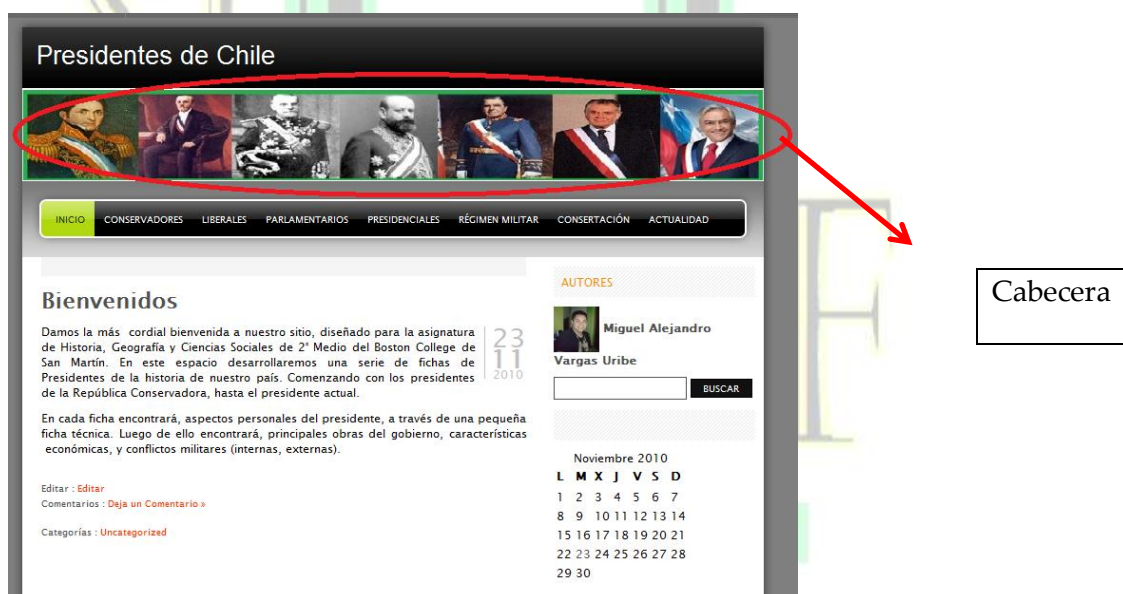 Presidentes de Chile
INICIO CONSERVADORES LIBERALES PARLAMENTARIOS PRESIDENCIALES RÉGIMEN MILITAR CONSERTACIÓN ACTUALIDAD
Bienvenidos
Damos la más cordial bienvenida a nuestro sitio, diseñado para la asignatura
de Historia, Geografía y Ciencias Sociales de 2° Medio del Boston College de
San Martín. En este espacio desarrollaremos una serie de fichas de
Presidentes de la historia de nuestro país. Comenzando con los presidentes
de la República Conservadora, hasta el presidente actual.
23
11
2010
En cada ficha encontrará, aspectos personales del presidente, a través de una pequeña
ficha técnica. Luego de ello encontrará, principales obras del gobierno, características
económicas, y conflictos militares (internas, externas).
Editar : Editar
Comentarios : Deja un Comentario »
Categorías : Uncategorized
AUTORES
Miguel Alejandro
Vargas Uribe
BUSCAR
Noviembre 2010
L M X J V S D
1 2 3 4 5 6 7
8 9 10 11 12 13 14
15 16 17 18 19 20 21
22 23 24 25 26 27 28
29 30
Cabecera